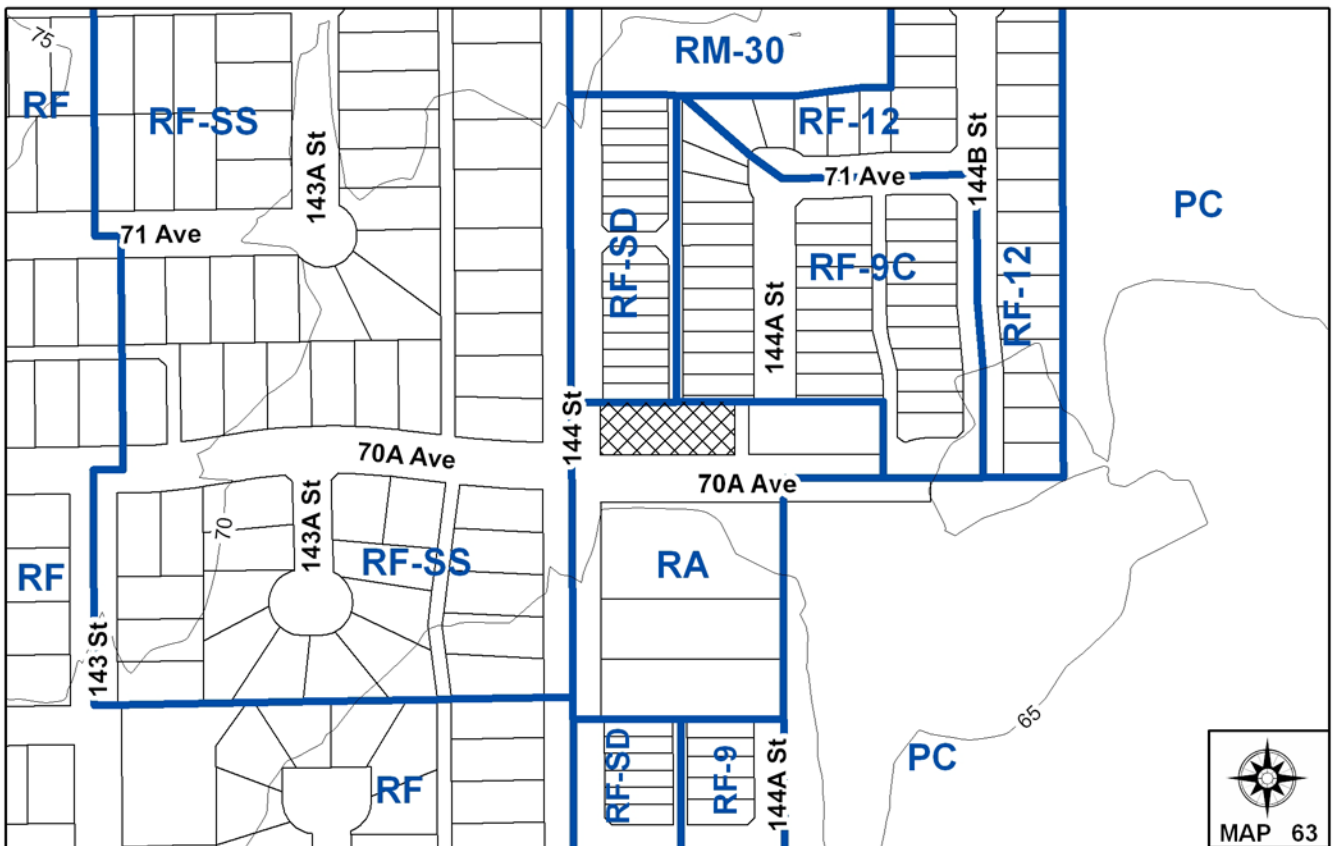 75
RM-30
RF
RF-SS
RF-12
144B St
143A St
71 Ave
PC
71 Ave
RF-SD
RF-9C
RF-12
144A St
144 St
70A Ave
70A Ave
70
143A St
RF-SS
RA
RF
143 St
65
RF-SD
RF-9
144A St
PC
RF
MAP 63